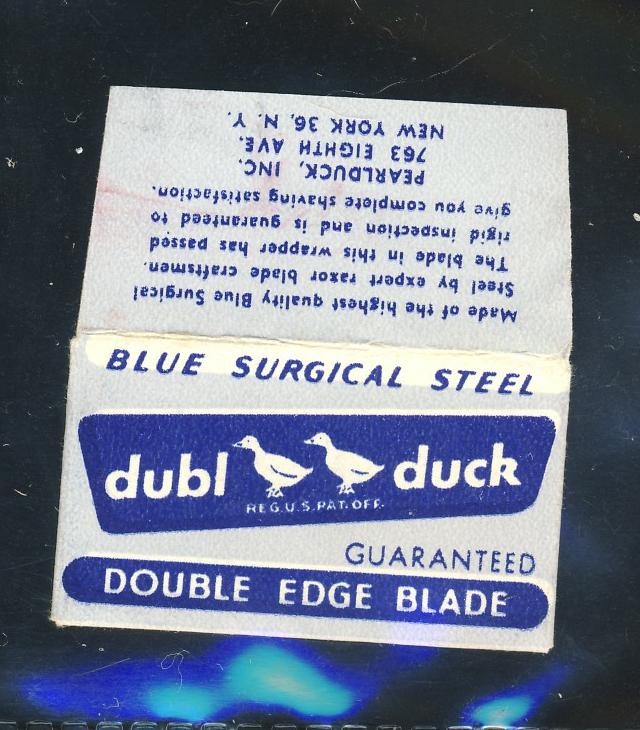 Made of the highest quality Blue Surgical
Steel by expert razor blade craftsmen.
The blade in this wrapper has passed
rigid inspection and is guaranteed to
give you complete shaving satisfaction.
PEARLDUCK, INC.
763 EIGHTH AVE.
NEW YORK 36, N. Y.
BLUE SURGICAL STEEL
dubl duck
REG.U.S.PAT.OFF.
GUARANTEED
DOUBLE EDGE BLADE